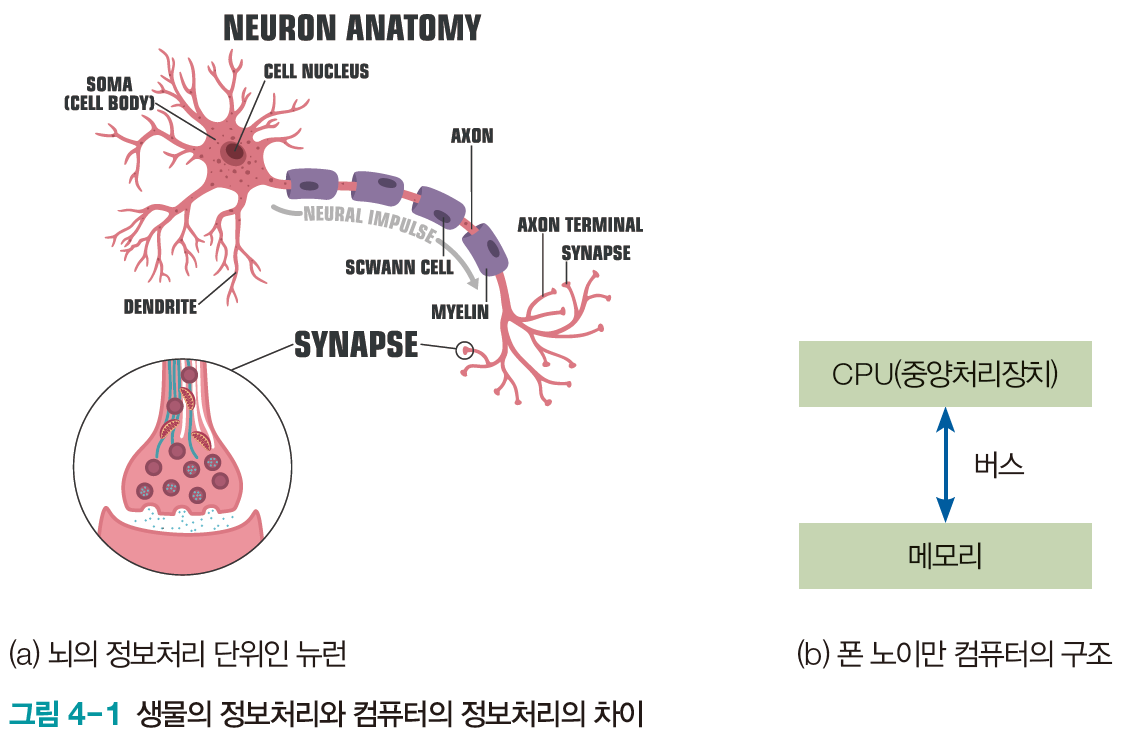 NEURON ANATOMY
CELL NUCLEUS
SOMA
(CELL BODY)
AXON
NEURAL IMPULSE
AXON TERMINAL
SYNAPSE
SCWANN CELL
DENDRITE
MYELIN
SYNAPSE
CPU(중앙처리장치)
버스
메모리
(a) 뇌의 정보처리 단위인 뉴런
(b) 폰 노이만 컴퓨터의 구조
그림 4-1 생물의 정보처리와 컴퓨터의 정보처리의 차이